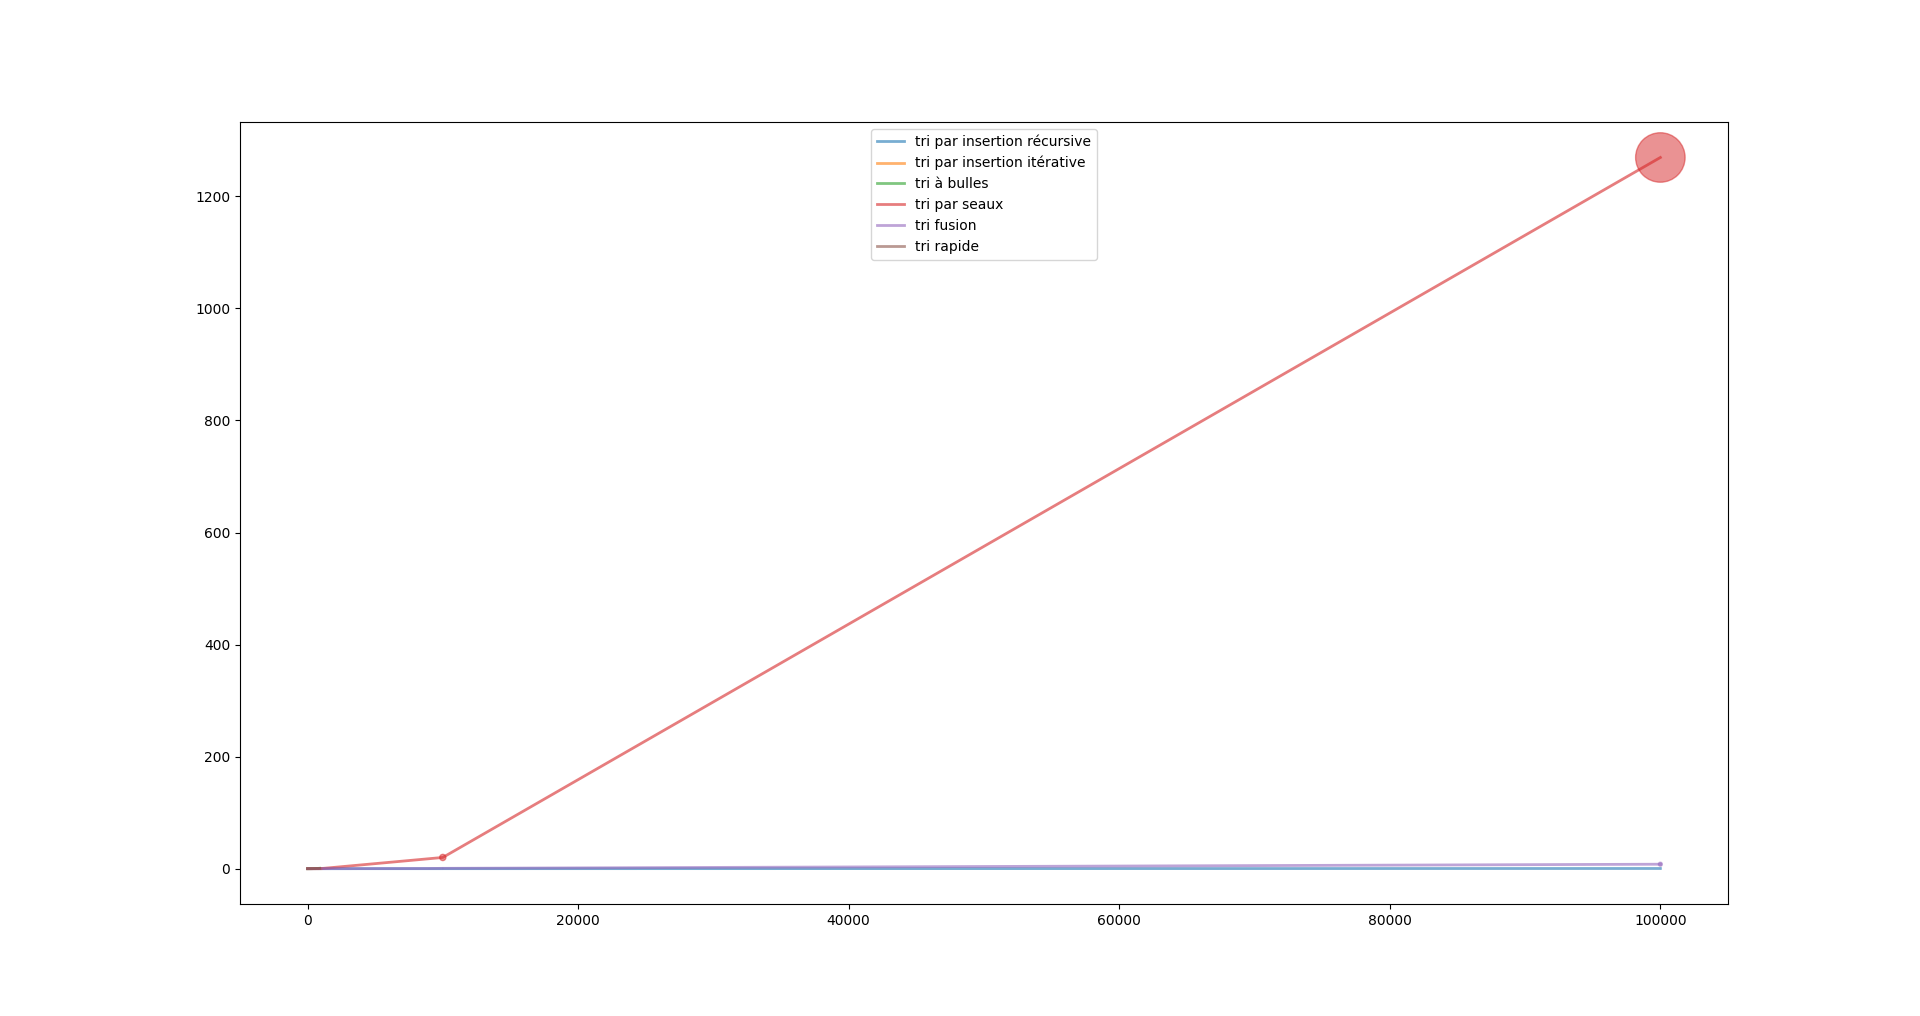 tri par insertion récursive
tri par insertion itérative
tri à bulles
tri par seaux
tri fusion
tri rapide
1200
1000
800
600
400
200
0
0 20000 40000 60000 80000 100000